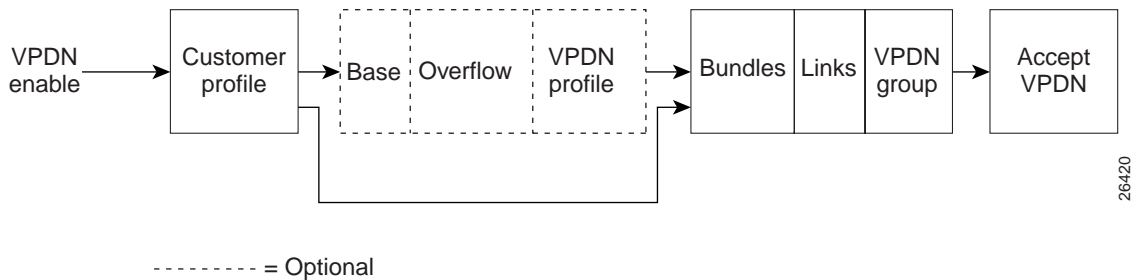 VPDN
enable
Customer
profile
Base
Overflow
VPDN
profile
Bundles
Links
VPDN
group
Accept
VPDN
26420
= Optional